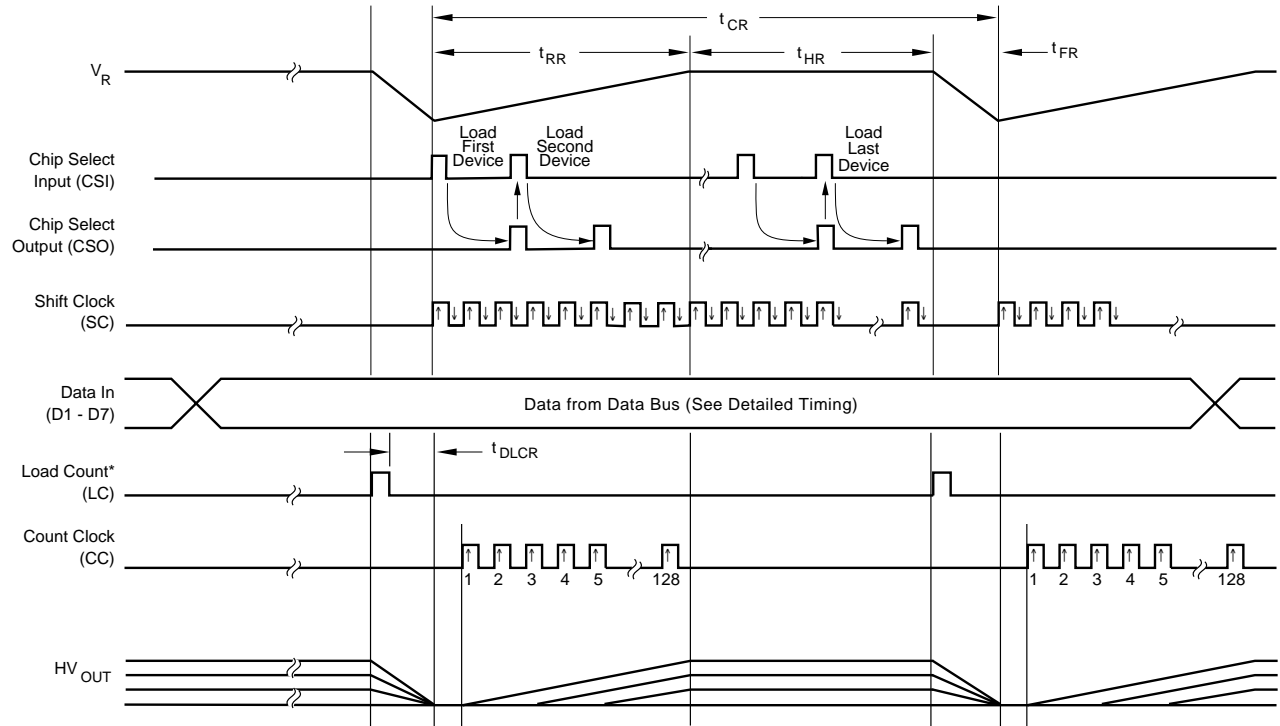 t CR
t RR
t HR
t FR
V R
Load
First
Device
Load
Second
Device
Load
Last
Device
Chip Select
Input (CSI)
Chip Select
Output (CSO)
Shift Clock
(SC)
Data In
(D1 - D7)
Data from Data Bus (See Detailed Timing)
t DLCR
Load Count*
(LC)
Count Clock
(CC)
1 2 3 4 5 128 1 2 3 4 5 128
HV OUT